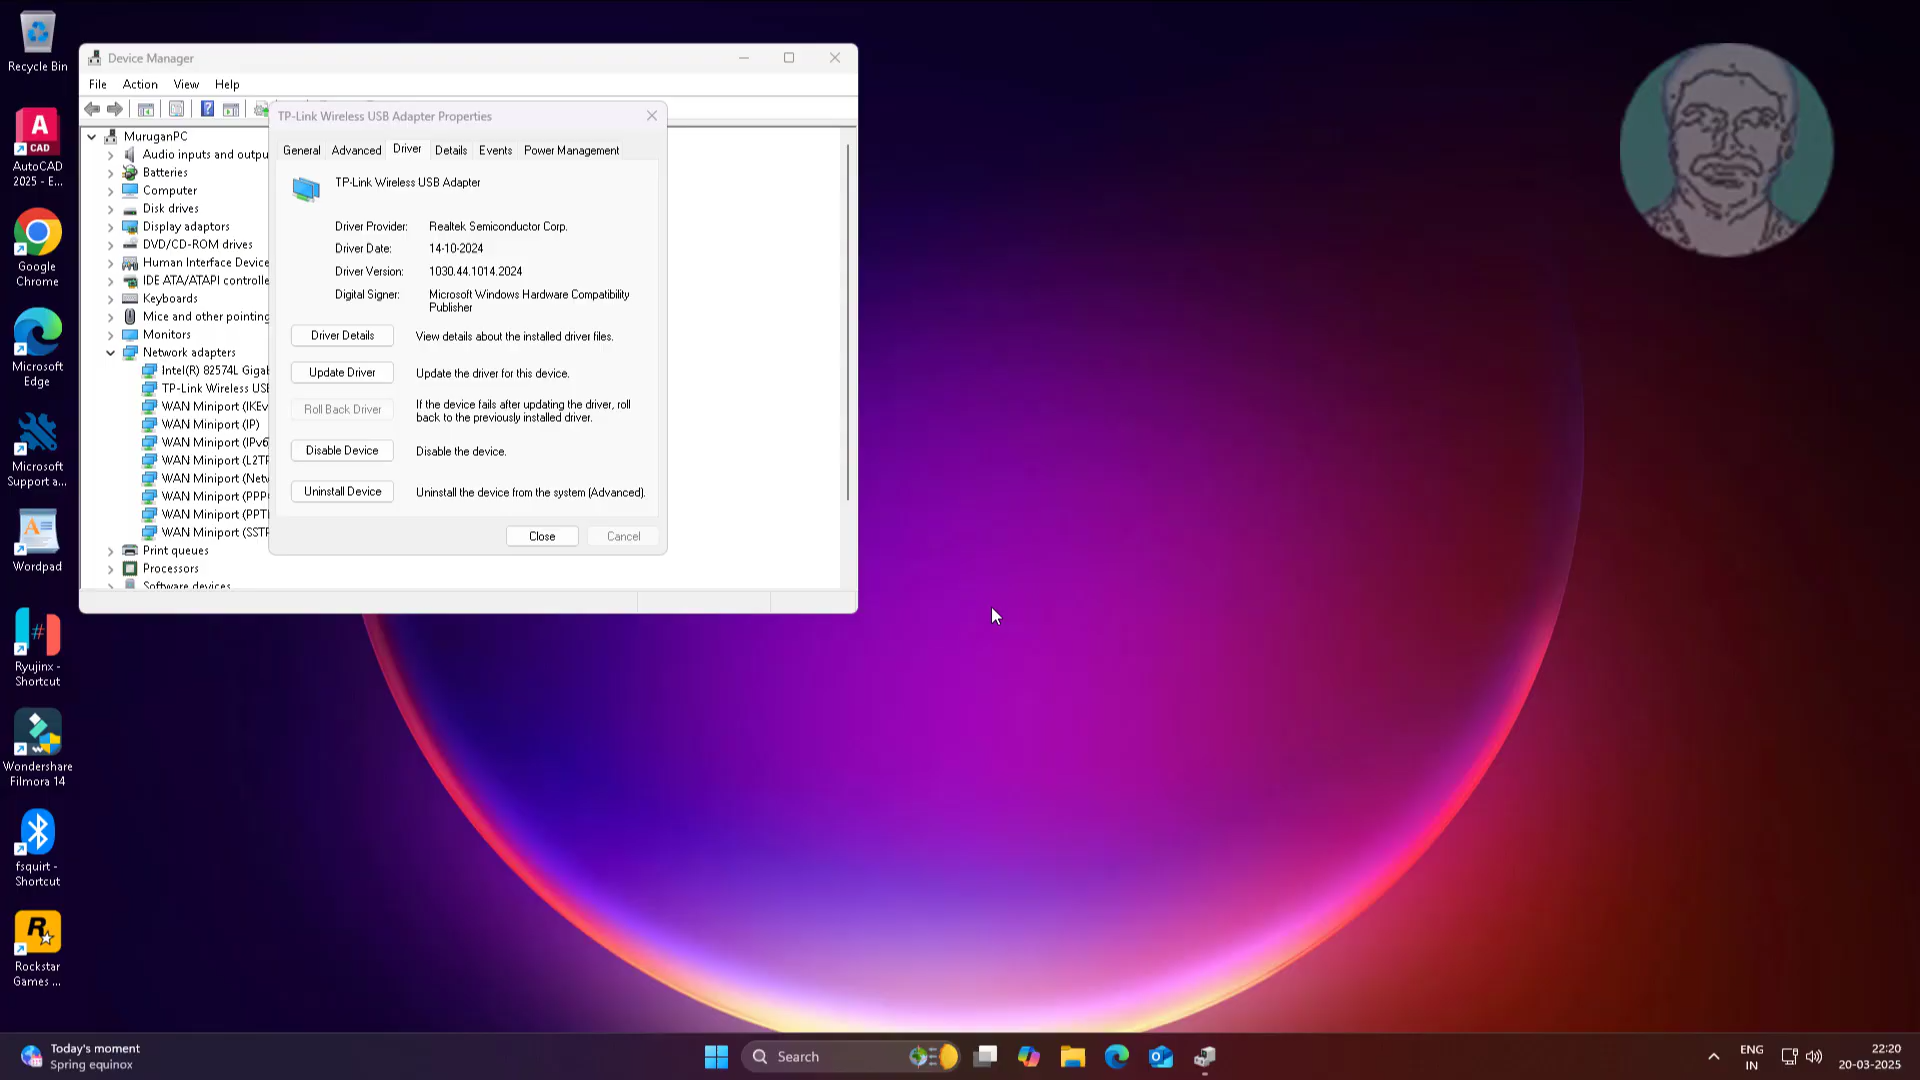 Recycle Bin
AutoCAD
2025 - E...
Google
Chrome
Microsoft
Edge
Microsoft
Support a...
Wordpad
Ryujinx -
Shortcut
Wondershare
Filmora 14
fsquirt -
Shortcut
Rockstar
Games ...
Device Manager
File Action View Help
MuruganPC
Audio inputs and outpu
Batteries
Computer
Disk drives
Display adaptors
DVD/CD-ROM drives
Human Interface Device
IDE ATA/ATAPI controlle
Keyboards
Mice and other pointing
Monitors
Network adapters
Intel(R) 82574L Gigab
TP-Link Wireless USB
WAN Miniport (IKEv
WAN Miniport (IP)
WAN Miniport (IPv6
WAN Miniport (L2TP
WAN Miniport (Netw
WAN Miniport (PPPO
WAN Miniport (PPTP
WAN Miniport (SSTP
Print queues
Processors
Software devices
TP-Link Wireless USB Adapter Properties
General Advanced Driver Details Events Power Management
TP-Link Wireless USB Adapter
Driver Provider: Realtek Semiconductor Corp.
Driver Date: 14-10-2024
Driver Version: 1030.44.1014.2024
Digital Signer: Microsoft Windows Hardware Compatibility
Publisher
Driver Details View details about the installed driver files.
Update Driver Update the driver for this device.
Roll Back Driver If the device fails after updating the driver, roll
back to the previously installed driver.
Disable Device Disable the device.
Uninstall Device Uninstall the device from the system (Advanced).
Close Cancel
Today's moment
Spring equinox
Search
ENG
IN
22:20
20-03-2025